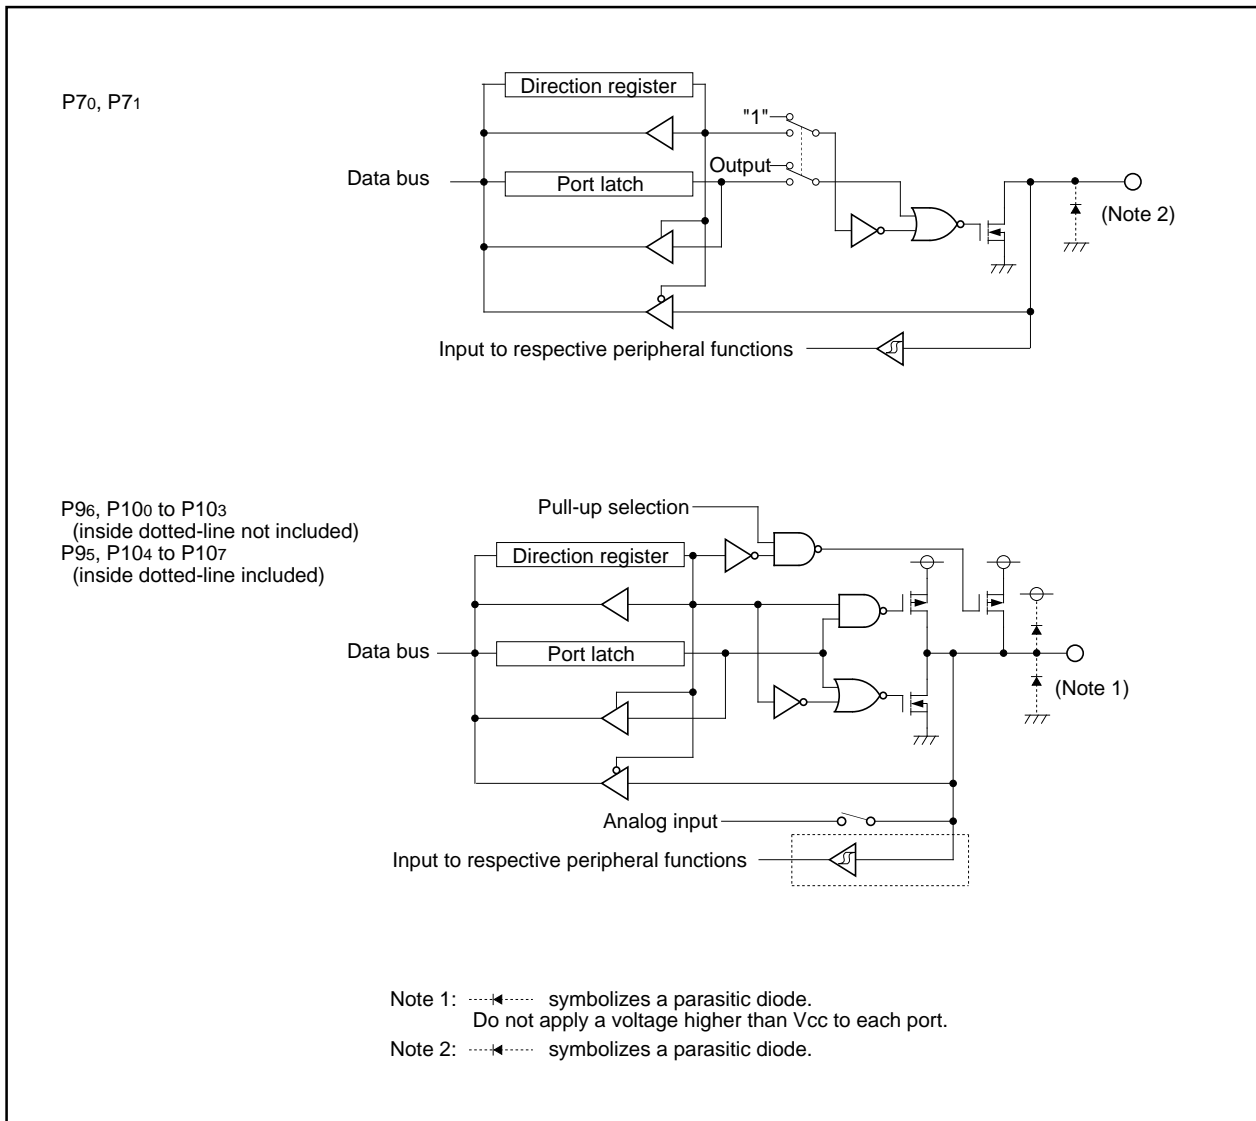 P70, P71
Direction register
"1"
Output
Data bus
Port latch
(Note 2)
Input to respective peripheral functions
P96, P100 to P103
(inside dotted-line not included)
P95, P104 to P107
(inside dotted-line included)
Pull-up selection
Direction register
Data bus
Port latch
(Note 1)
Analog input
Input to respective peripheral functions
Note 1: symbolizes a parasitic diode.
Do not apply a voltage higher than Vcc to each port.
Note 2: symbolizes a parasitic diode.